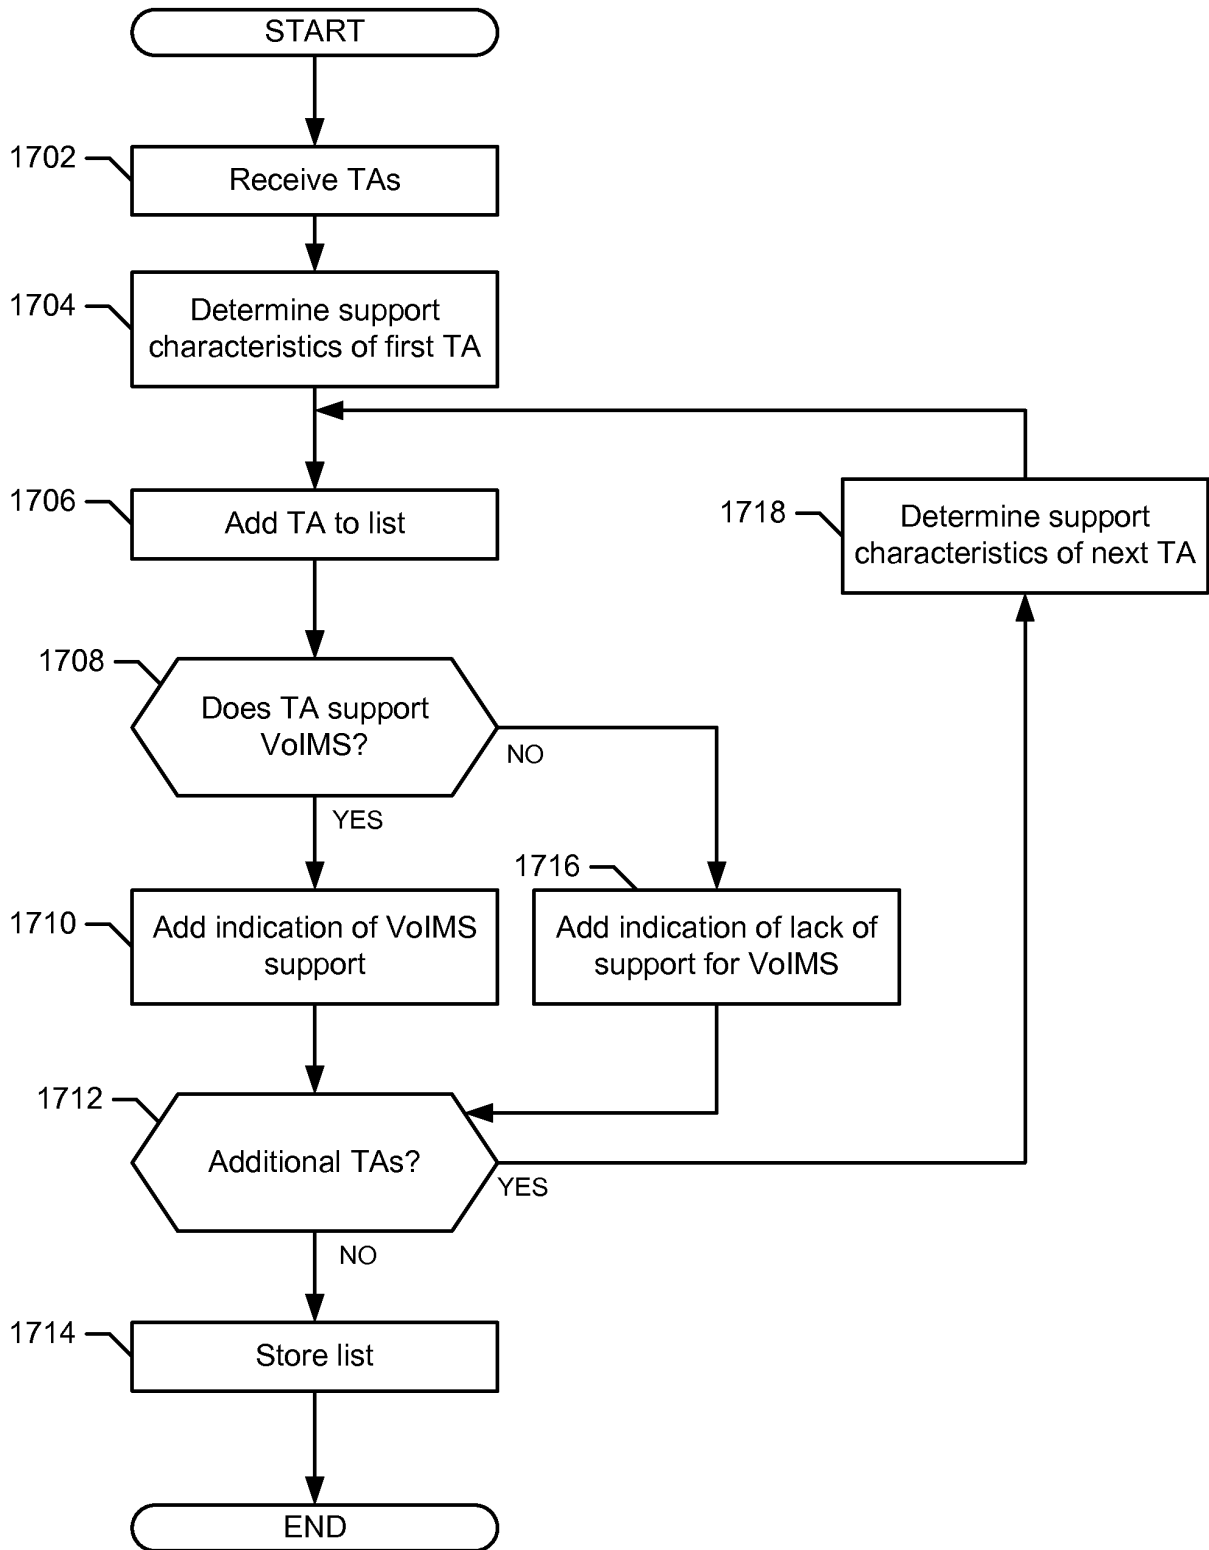 START
1702
Receive TAs
1704
Determine support
characteristics of first TA
1706
Add TA to list
1718
Determine support
characteristics of next TA
1708
Does TA support
VoIMS?
NO
YES
1710
Add indication of VoIMS
support
1716
Add indication of lack of
support for VoIMS
1712
Additional TAs?
YES
NO
1714
Store list
END